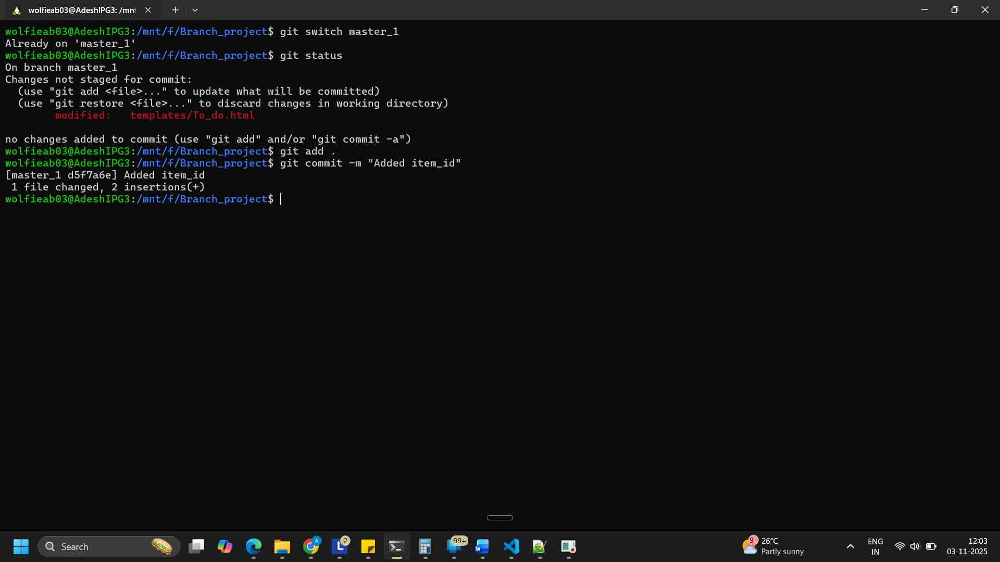 wolfieab03@AdeshIPG3: /mnt
wolfieab03@AdeshIPG3:/mnt/f/Branch_project$ git switch master_1
Already on 'master_1'
wolfieab03@AdeshIPG3:/mnt/f/Branch_project$ git status
On branch master_1
Changes not staged for commit:
  (use "git add <file>..." to update what will be committed)
  (use "git restore <file>..." to discard changes in working directory)
        modified:   templates/To_do.html
no changes added to commit (use "git add" and/or "git commit -a")
wolfieab03@AdeshIPG3:/mnt/f/Branch_project$ git add .
wolfieab03@AdeshIPG3:/mnt/f/Branch_project$ git commit -m "Added item_id"
[master_1 d5f7a6e] Added item_id
 1 file changed, 2 insertions(+)
wolfieab03@AdeshIPG3:/mnt/f/Branch_project$
Search
A
L 2
99+
W
9+ 26°C
Partly sunny
ENG
IN
12:03
03-11-2025